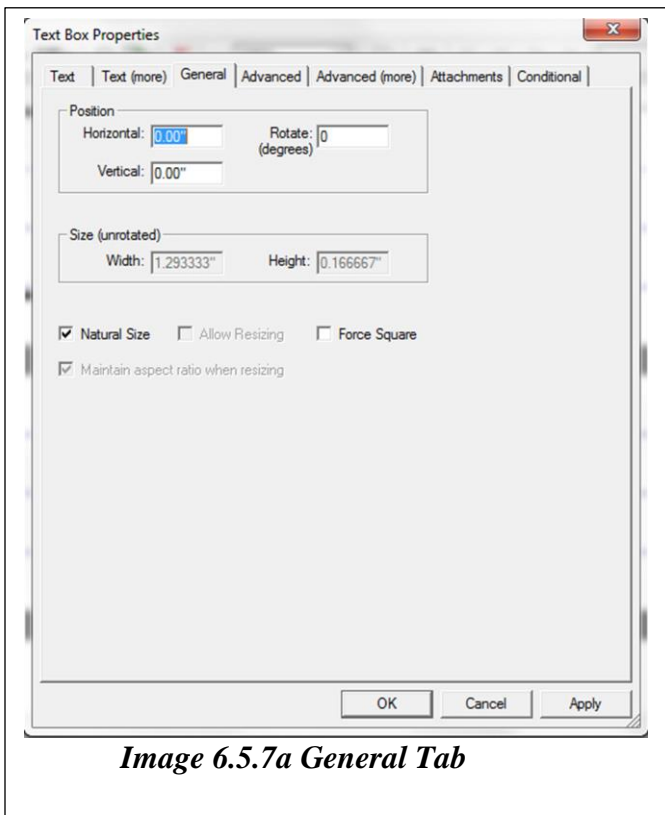 Text Box Properties
Text Text (more) General Advanced Advanced (more) Attachments Conditional
Position
Horizontal: 0.00" Rotate: 0
(degrees)
Vertical: 0.00"
Size (unrotated)
Width: 1.293333" Height: 0.166667"
Natural Size Allow Resizing Force Square
Maintain aspect ratio when resizing
OK Cancel Apply
Image 6.5.7a General Tab